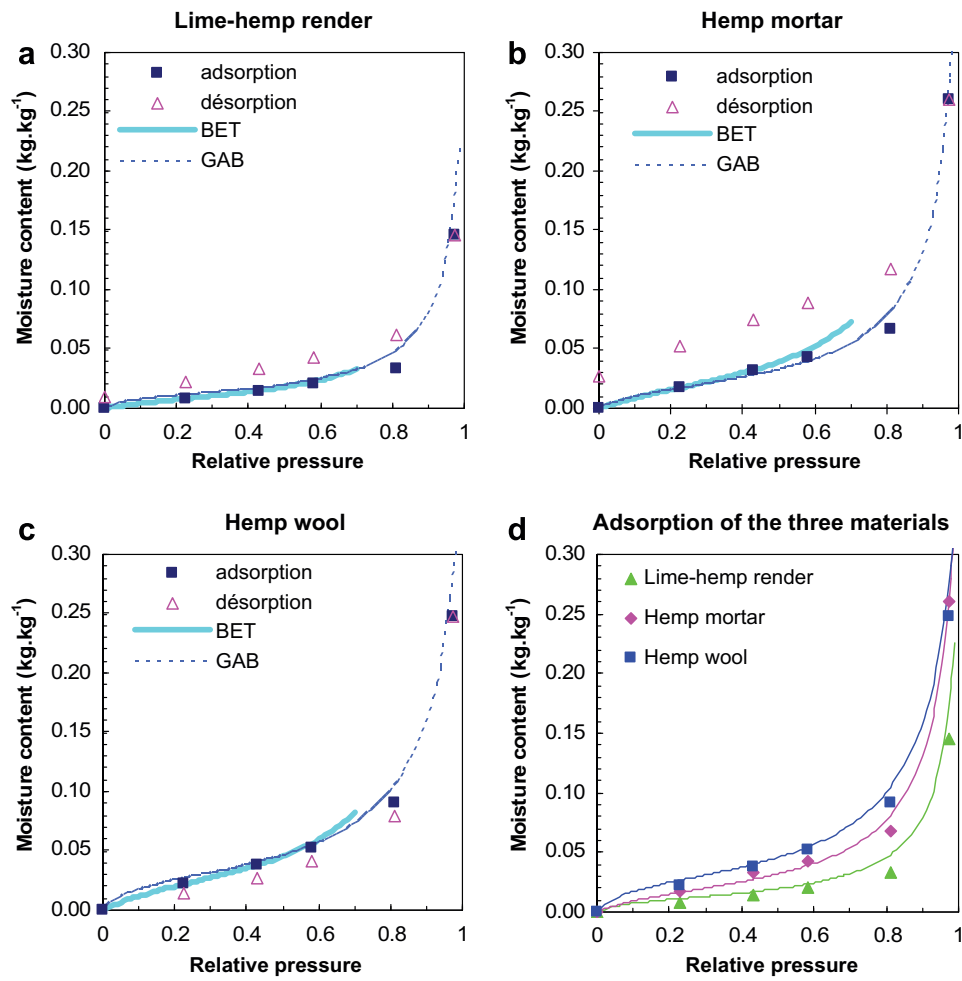 a
Lime-hemp render
0.30
0.25
0.20
0.15
0.10
0.05
0.00
Moisture content (kg.kg-1)
adsorption
désorption
BET
GAB
0
0.2
0.4
0.6
0.8
1
Relative pressure
b
Hemp mortar
0.30
0.25
0.20
0.15
0.10
0.05
0.00
Moisture content (kg.kg-1)
adsorption
désorption
BET
GAB
0
0.2
0.4
0.6
0.8
1
Relative pressure
c
Hemp wool
0.30
0.25
0.20
0.15
0.10
0.05
0.00
Moisture content (kg.kg-1)
adsorption
désorption
BET
GAB
0
0.2
0.4
0.6
0.8
1
Relative pressure
d
Adsorption of the three materials
0.30
0.25
0.20
0.15
0.10
0.05
0.00
Moisture content (kg.kg-1)
Lime-hemp render
Hemp mortar
Hemp wool
0
0.2
0.4
0.6
0.8
1
Relative pressure